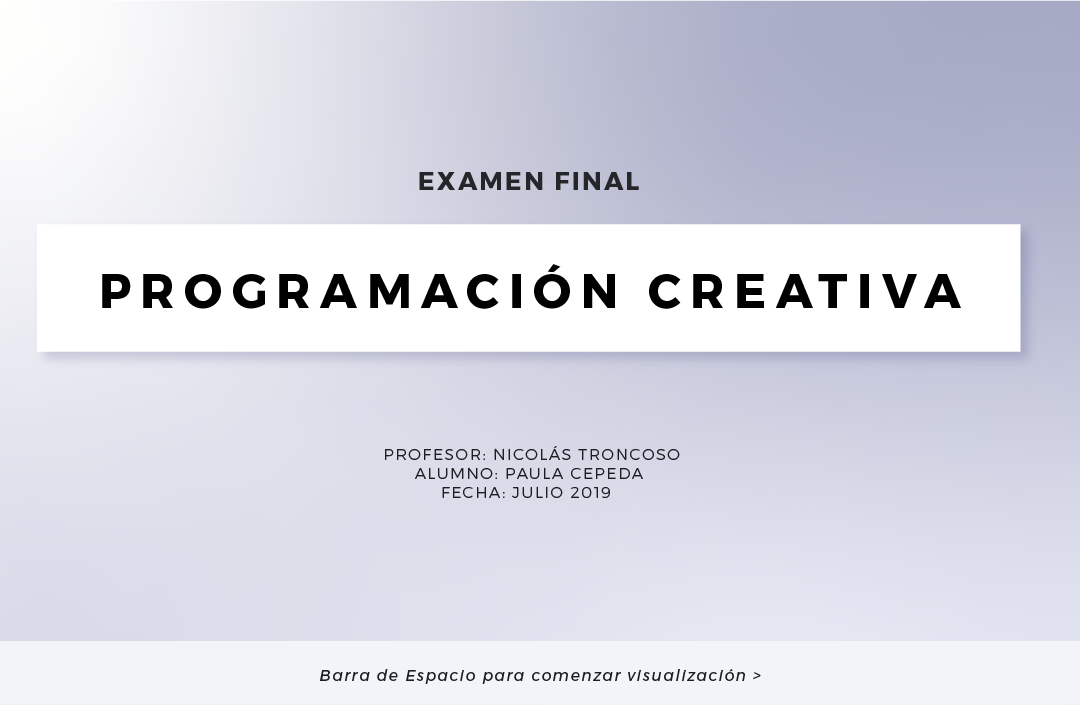 EXAMEN FINAL
PROGRAMACIÓN CREATIVA
PROFESOR: NICOLÁS TRONCOSO
ALUMNO: PAULA CEPEDA
FECHA: JULIO 2019
Barra de Espacio para comenzar visualización >